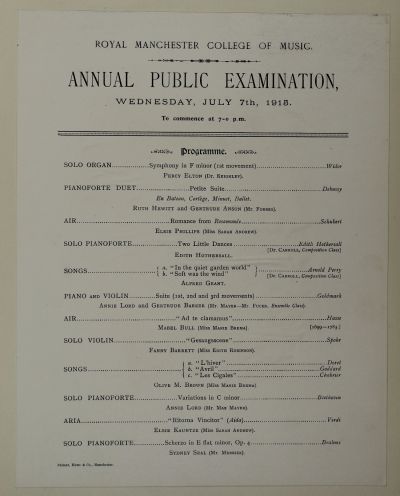 ROYAL MANCHESTER COLLEGE OF MUSIC.
ANNUAL PUBLIC EXAMINATION,
WEDNESDAY, JULY 7th, 1915.
To commence at 7-0 p.m.
Programme.
SOLO ORGAN Symphony in F minor (1st movement) Widor
PERCY ELTON (DR. KEIGHLEY).
PIANOFORTE DUET Petite Suite Debussy
En Bateau, Cortège, Minuet, Ballet.
RUTH HEWITT and GERTRUDE ANSON (MR. FORBES).
AIR Romance from Rosamunde Schubert
ELSIE PHILLIPS (MISS SARAH ANDREW).
SOLO PIANOFORTE Two Little Dances Edith Hothersall
[DR. CARROLL, Composition Class]
EDITH HOTHERSALL.
SONGS a. "In the quiet garden world" Arnold Perry
b. "Soft was the wind" [DR. CARROLL, Composition Class]
ALFRED GRANT.
PIANO and VIOLIN Suite (1st, 2nd and 3rd movements) Goldmark
ANNIE LORD and GERTRUDE BARKER (MR. MAYER—MR. FUCHS, Ensemble Class).
AIR "Ad te clamamus" Hasse
MABEL BULL (MISS MARIE BREMA). [1699—1783]
SOLO VIOLIN "Gesangsscene" Spohr
FANNY BARRETT (MISS EDITH ROBINSON).
SONGS a. "L'hiver" Dorel
b. "Avril" Goddard
c. "Les Cigales" Chabrier
OLIVE M. BROWN (MISS MARIE BREMA)
SOLO PIANOFORTE Variations in C minor Beethoven
ANNIE LORD (MR. MAX MAYER).
ARIA "Ritorna Vincitor" (Aïda) Verdi
ELSIE KAUNTZE (MISS SARAH ANDREW).
SOLO PIANOFORTE Scherzo in E flat minor, Op. 4 Brahms
SYDNEY SEAL (MR. MERRICK).
& Co., Manchester.